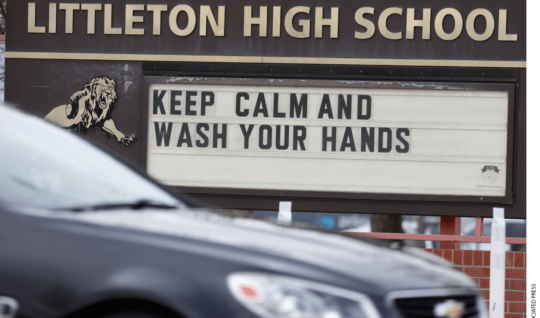 LITTLETON HIGH SCHOOL
KEEP CALM AND
WASH YOUR HANDS